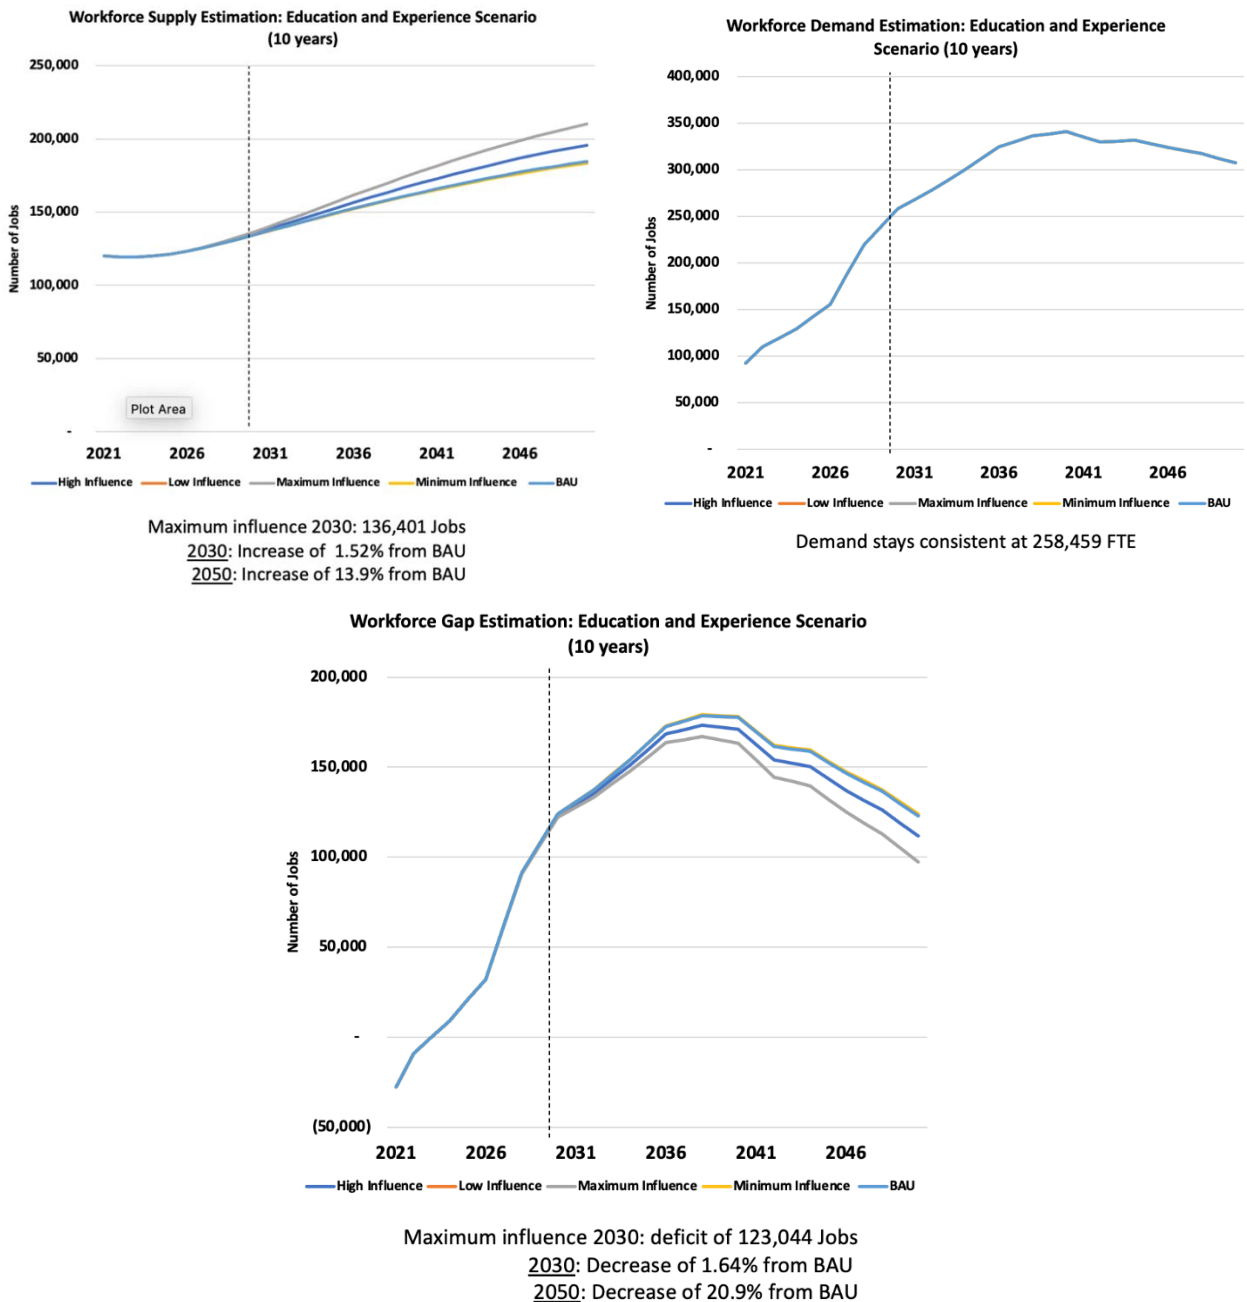 Workforce Supply Estimation: Education and Experience Scenario
(10 years)
250,000
200,000
150,000
100,000
50,000
-
Number of Jobs
Plot Area
2021 2026 2031 2036 2041 2046
High Influence Low Influence Maximum Influence Minimum Influence BAU
Maximum influence 2030: 136,401 Jobs
2030: Increase of 1.52% from BAU
2050: Increase of 13.9% from BAU
Workforce Demand Estimation: Education and Experience
Scenario (10 years)
400,000
350,000
300,000
250,000
200,000
150,000
100,000
50,000
-
Number of Jobs
2021 2026 2031 2036 2041 2046
High Influence Low Influence Maximum Influence Minimum Influence BAU
Demand stays consistent at 258,459 FTE
Workforce Gap Estimation: Education and Experience Scenario
(10 years)
200,000
150,000
100,000
50,000
-
(50,000)
Number of Jobs
2021 2026 2031 2036 2041 2046
High Influence Low Influence Maximum Influence Minimum Influence BAU
Maximum influence 2030: deficit of 123,044 Jobs
2030: Decrease of 1.64% from BAU
2050: Decrease of 20.9% from BAU